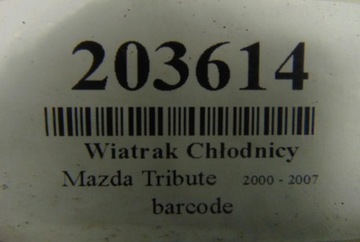 203614
Wiatrak Chłodnicy
Mazda Tribute 2000 - 2007
barcode